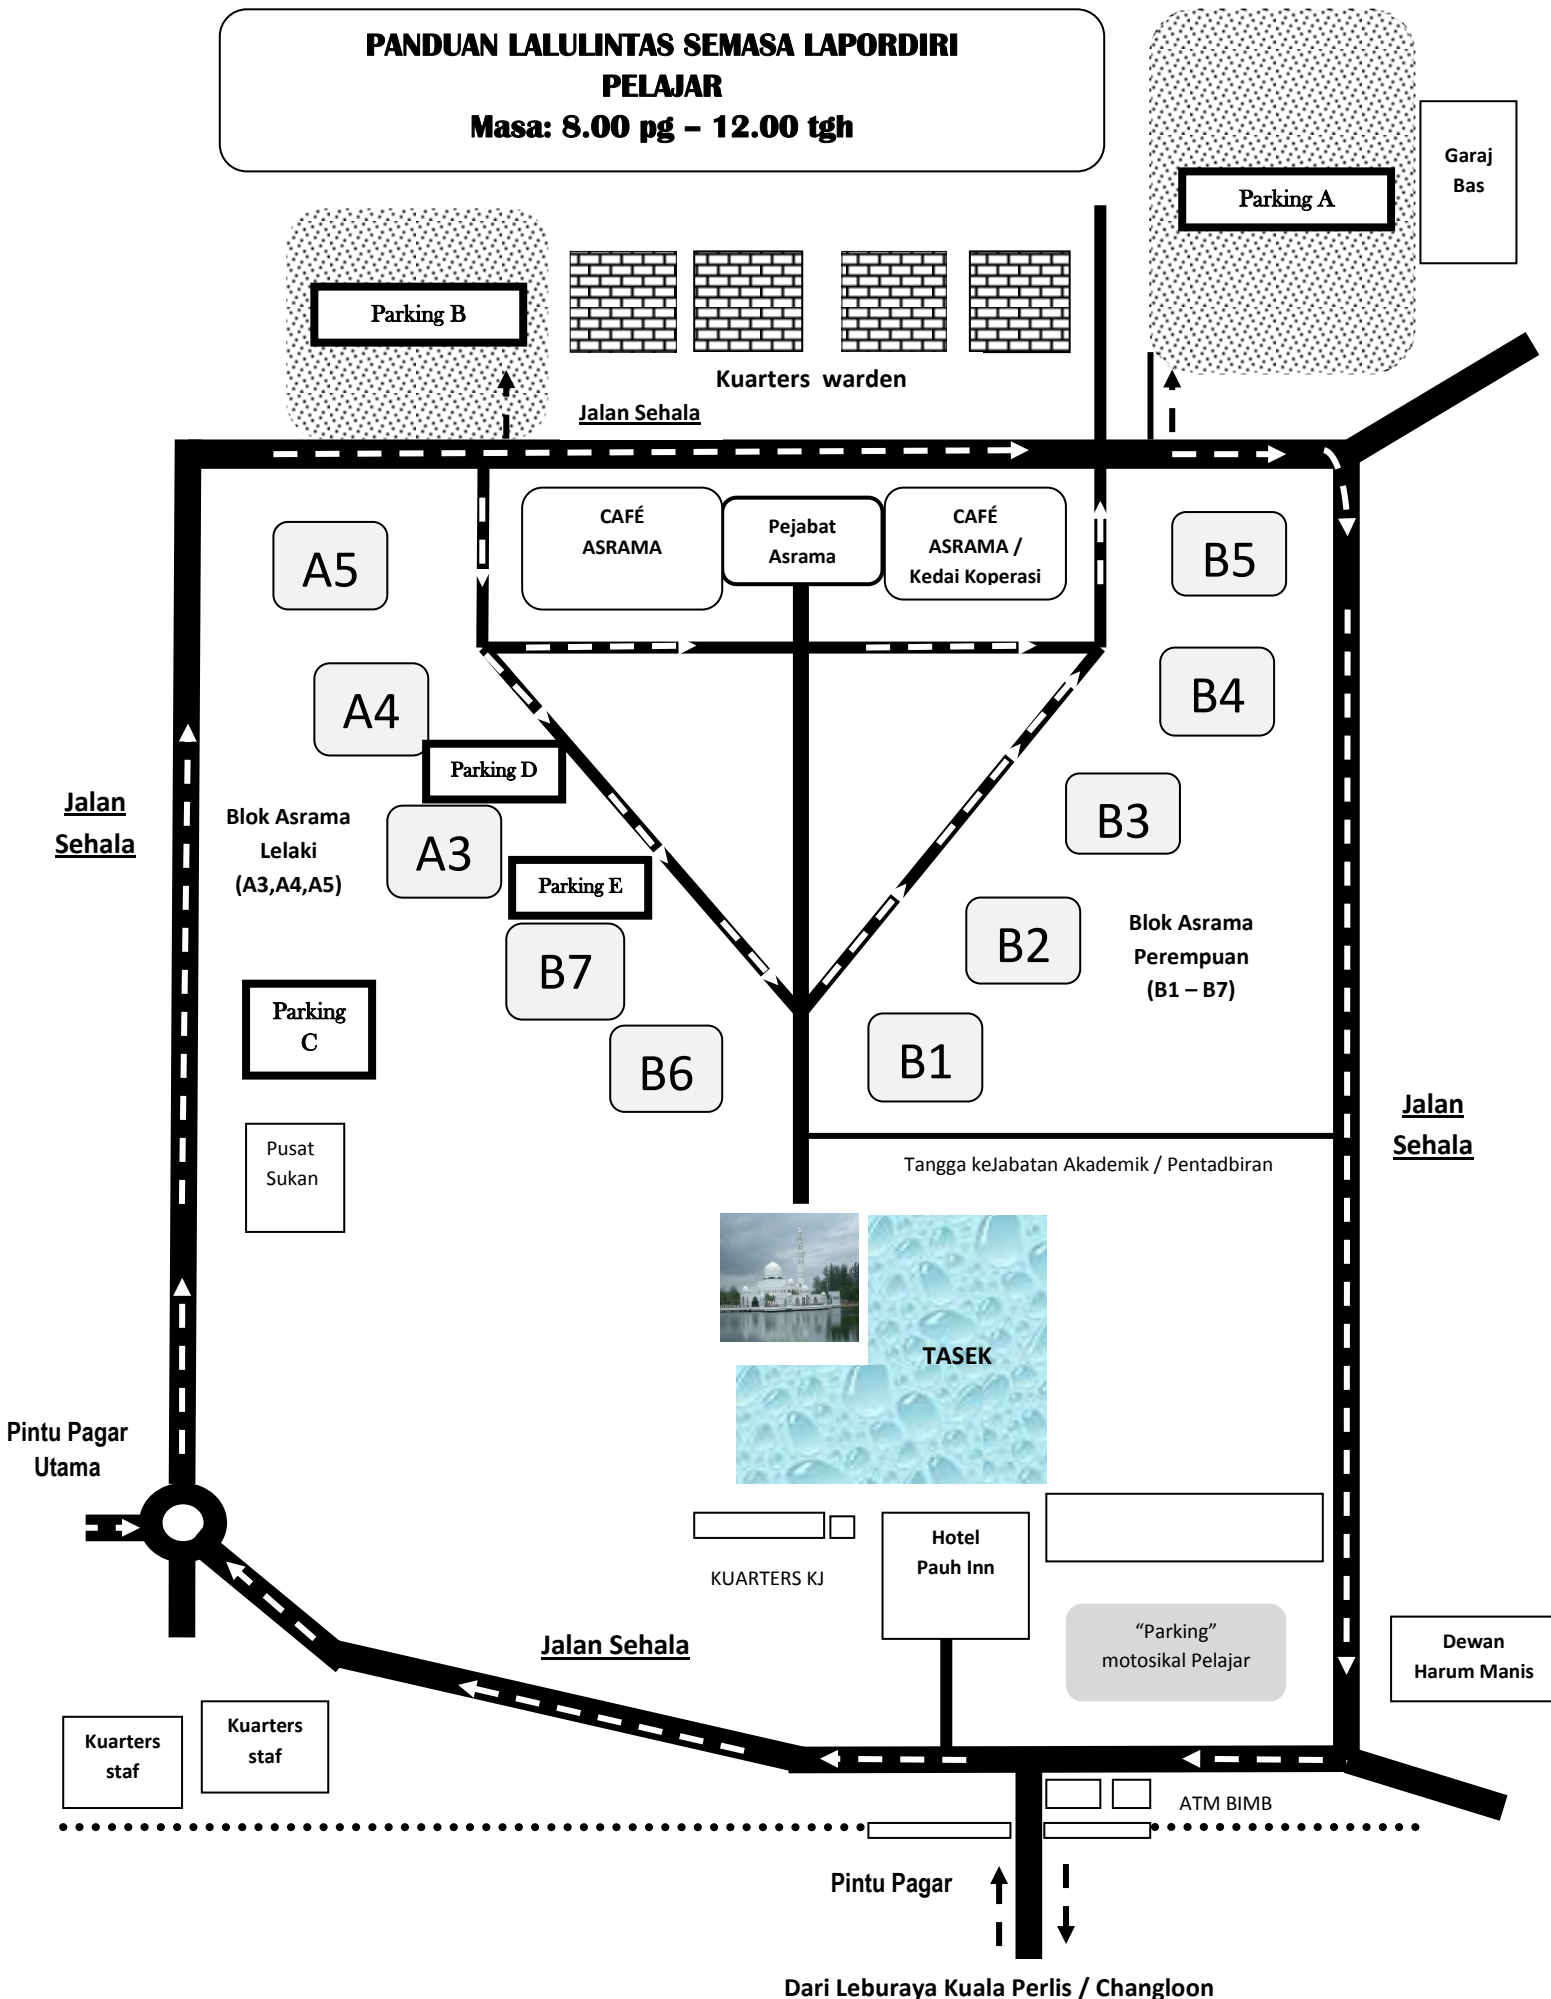 PANDUAN LALULINTAS SEMASA LAPORDIRI
PELAJAR
Masa: 8.00 pg – 12.00 tgh
Garaj
Bas
Parking A
Parking B
Kuarters warden
Jalan Sehala
CAFÉ
ASRAMA
Pejabat
Asrama
CAFÉ
ASRAMA /
Kedai Koperasi
A5
B5
A4
B4
Parking D
Jalan
Sehala
Blok Asrama
Lelaki
(A3,A4,A5)
A3
B3
Parking E
B7
B2
Blok Asrama
Perempuan
(B1 – B7)
Parking
C
B6
B1
Jalan
Sehala
Pusat
Sukan
Tangga keJabatan Akademik / Pentadbiran
TASEK
Pintu Pagar
Utama
KUARTERS KJ
Hotel
Pauh Inn
“Parking”
motosikal Pelajar
Jalan Sehala
Dewan
Harum Manis
Kuarters
staf
Kuarters
staf
ATM BIMB
Pintu Pagar
Dari Leburaya Kuala Perlis / Changloon